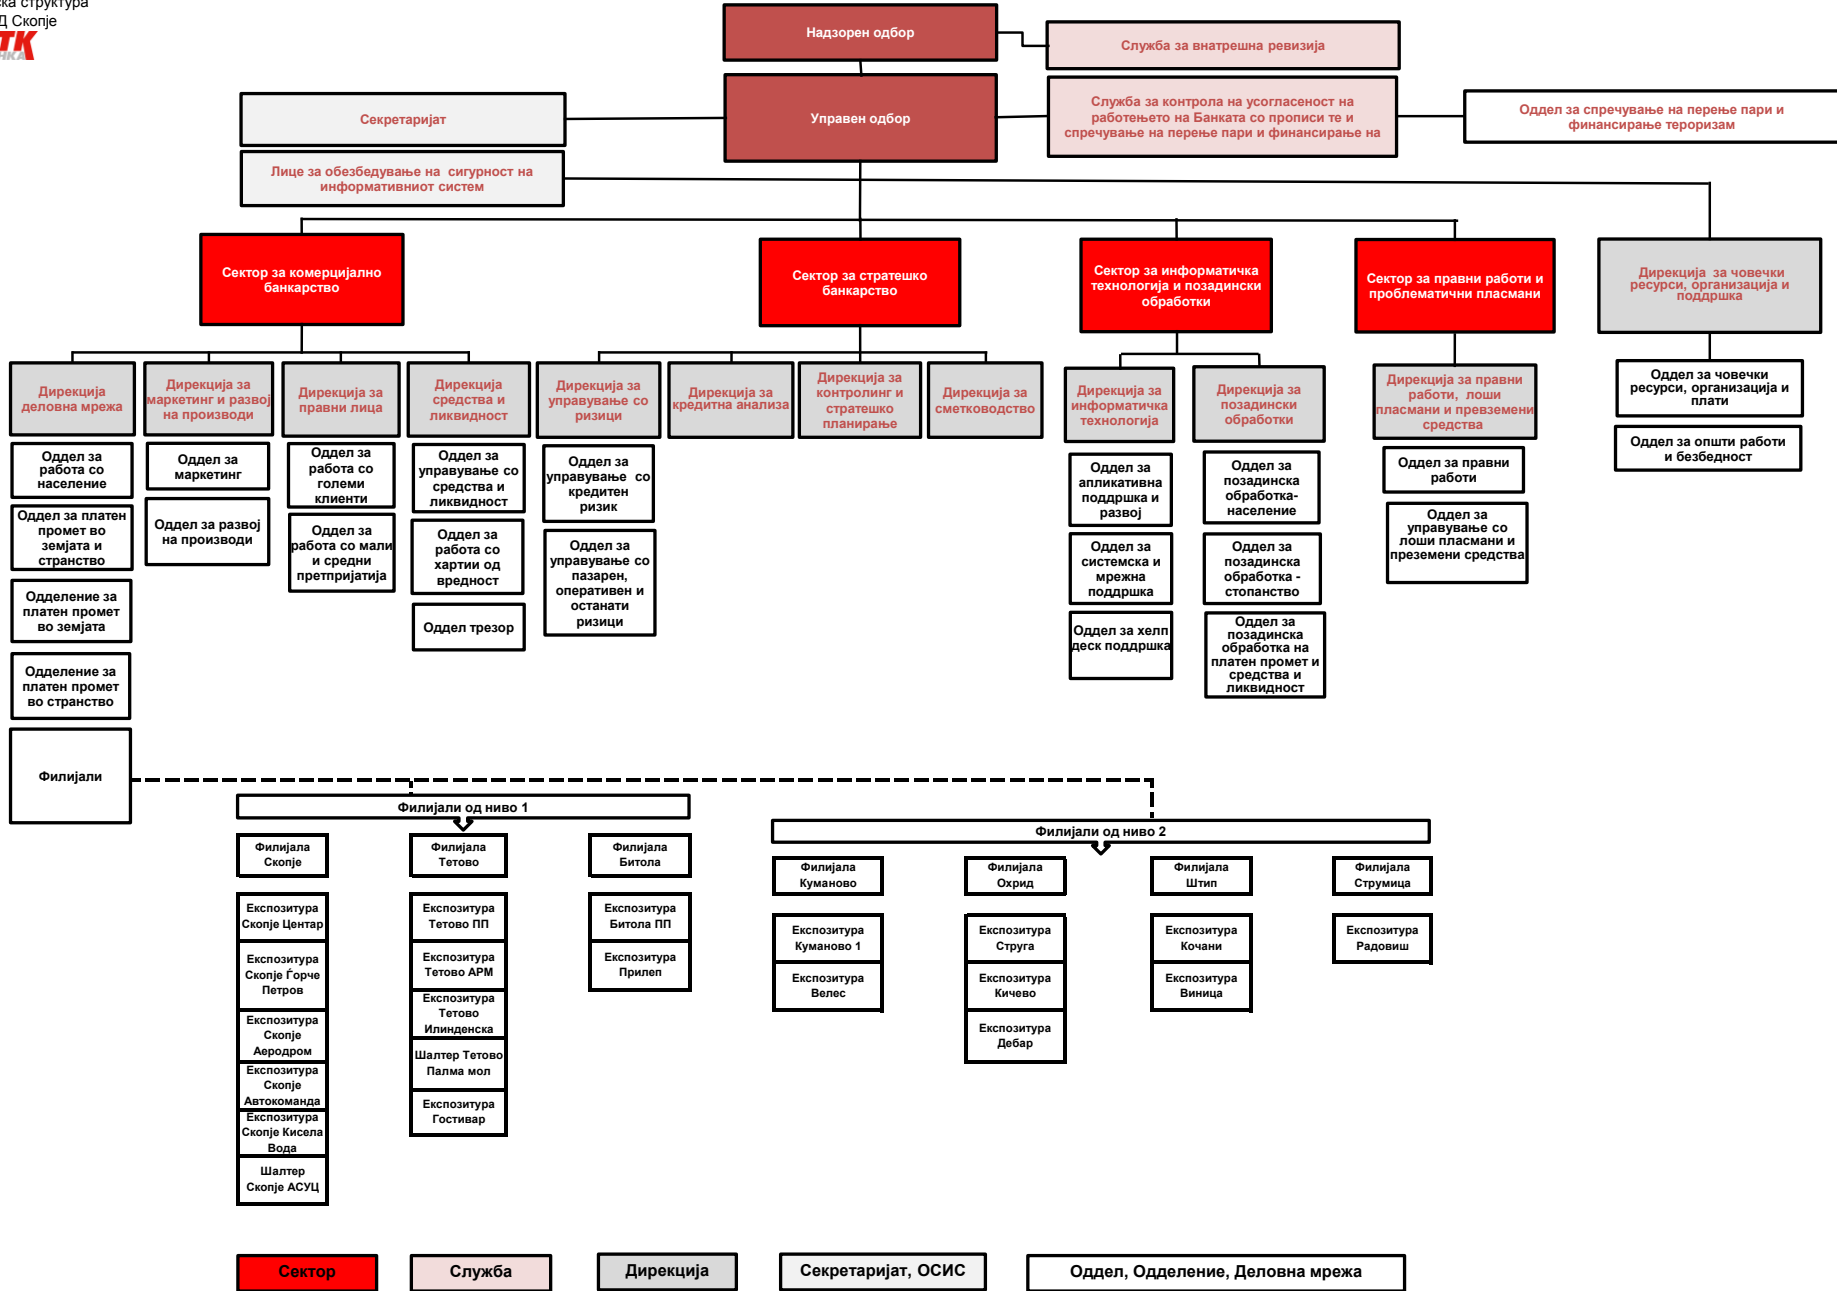 ска структура
Д Скопје
ТК
НКА
Надзорен одбор
Служба за внатрешна ревизија
Секретаријат
Управен одбор
Служба за контрола на усогласеност на
работењето на Банката со прописи те и
спречување на перење пари и финансирање на
Оддел за спречување на перење пари и
финансирање тероризам
Лице за обезбедување на сигурност на
информативниот систем
Сектор за комерцијално
банкарство
Сектор за стратешко
банкарство
Сектор за информатичка
технологија и позадински
обработки
Сектор за правни работи и
проблематични пласмани
Дирекција за човечки
ресурси, организација и
поддршка
Дирекција
деловна мрежа
Дирекција за
маркетинг и развој
на производи
Дирекција за
правни лица
Дирекција
средства и
ликвидност
Дирекција за
управување со
ризици
Дирекција за
кредитна анализа
Дирекција за
контролинг и
стратешко
планирање
Дирекција за
сметководство
Дирекција за
информатичка
технологија
Дирекција за
позадински
обработки
Дирекција за правни
работи, лоши
пласмани и превземени
средства
Оддел за човечки
ресурси, организација и
плати
Оддел за општи работи
и безбедност
Оддел за
работа со
население
Оддел за платен
промет во
земјата и
странство
Одделение за
платен промет
во земјата
Одделение за
платен промет
во странство
Филијали
Оддел за
маркетинг
Оддел за развој
на производи
Оддел за
работа со
големи
клиенти
Оддел за
работа со мали
и средни
претпријатија
Оддел за
управување со
средства и
ликвидност
Оддел за
работа со
хартии од
вредност
Оддел трезор
Оддел за
управување со
кредитен
ризик
Оддел за
управување со
пазарен,
оперативен и
останати
ризици
Оддел за
апликативна
поддршка и
развој
Оддел за
системска и
мрежна
поддршка
Оддел за хелп
деск поддршка
Оддел за
позадинска
обработка-
население
Оддел за
позадинска
обработка -
стопанство
Оддел за
позадинска
обработка на
платен промет и
средства и
ликвидност
Оддел за правни
работи
Оддел за
управување со
лоши пласмани и
преземени средства
Филијали од ниво 1
Филијала
Скопје
Експозитура
Скопје Центар
Експозитура
Скопје Ѓорче
Петров
Експозитура
Скопје
Аеродром
Експозитура
Скопје
Автокоманда
Експозитура
Скопје Кисела
Вода
Шалтер
Скопје АСУЦ
Филијала
Тетово
Експозитура
Тетово ПП
Експозитура
Тетово АРМ
Експозитура
Тетово
Илинденска
Шалтер Тетово
Палма мол
Експозитура
Гостивар
Филијала
Битола
Експозитура
Битола ПП
Експозитура
Прилеп
Филијали од ниво 2
Филијала
Куманово
Експозитура
Куманово 1
Експозитура
Велес
Филијала
Охрид
Експозитура
Струга
Експозитура
Кичево
Експозитура
Дебар
Филијала
Штип
Експозитура
Кочани
Експозитура
Виница
Филијала
Струмица
Експозитура
Радовиш
Сектор
Служба
Дирекција
Секретаријат, ОСИС
Оддел, Одделение, Деловна мрежа